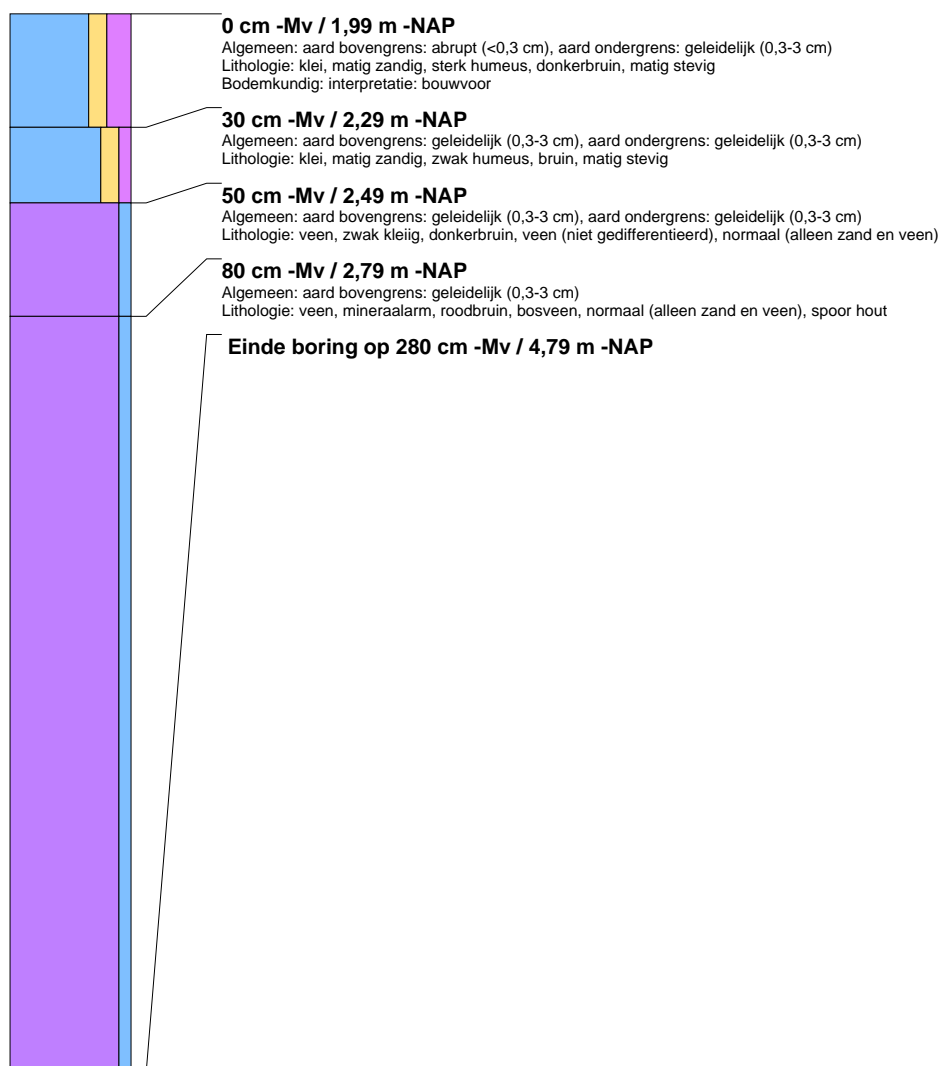 0 cm -Mv / 1,99 m -NAP
Algemeen: aard bovengrens: abrupt (<0,3 cm), aard ondergrens: geleidelijk (0,3-3 cm)
Lithologie: klei, matig zandig, sterk humeus, donkerbruin, matig stevig
Bodemkundig: interpretatie: bouwvoor
30 cm -Mv / 2,29 m -NAP
Algemeen: aard bovengrens: geleidelijk (0,3-3 cm), aard ondergrens: geleidelijk (0,3-3 cm)
Lithologie: klei, matig zandig, zwak humeus, bruin, matig stevig
50 cm -Mv / 2,49 m -NAP
Algemeen: aard bovengrens: geleidelijk (0,3-3 cm), aard ondergrens: geleidelijk (0,3-3 cm)
Lithologie: veen, zwak kleiig, donkerbruin, veen (niet gedifferentieerd), normaal (alleen zand en veen)
80 cm -Mv / 2,79 m -NAP
Algemeen: aard bovengrens: geleidelijk (0,3-3 cm)
Lithologie: veen, mineraalarm, roodbruin, bosveen, normaal (alleen zand en veen), spoor hout
Einde boring op 280 cm -Mv / 4,79 m -NAP